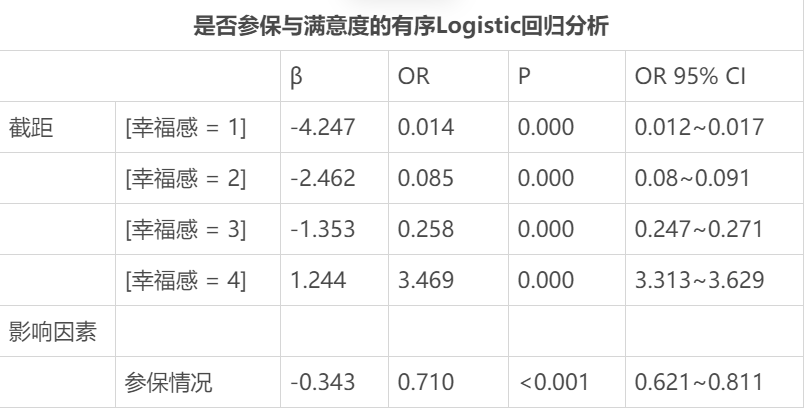 是否参保与满意度的有序Logistic回归分析
β OR P OR 95% CI
截距 [幸福感 = 1] -4.247 0.014 0.000 0.012~0.017
[幸福感 = 2] -2.462 0.085 0.000 0.08~0.091
[幸福感 = 3] -1.353 0.258 0.000 0.247~0.271
[幸福感 = 4] 1.244 3.469 0.000 3.313~3.629
影响因素
参保情况 -0.343 0.710 <0.001 0.621~0.811